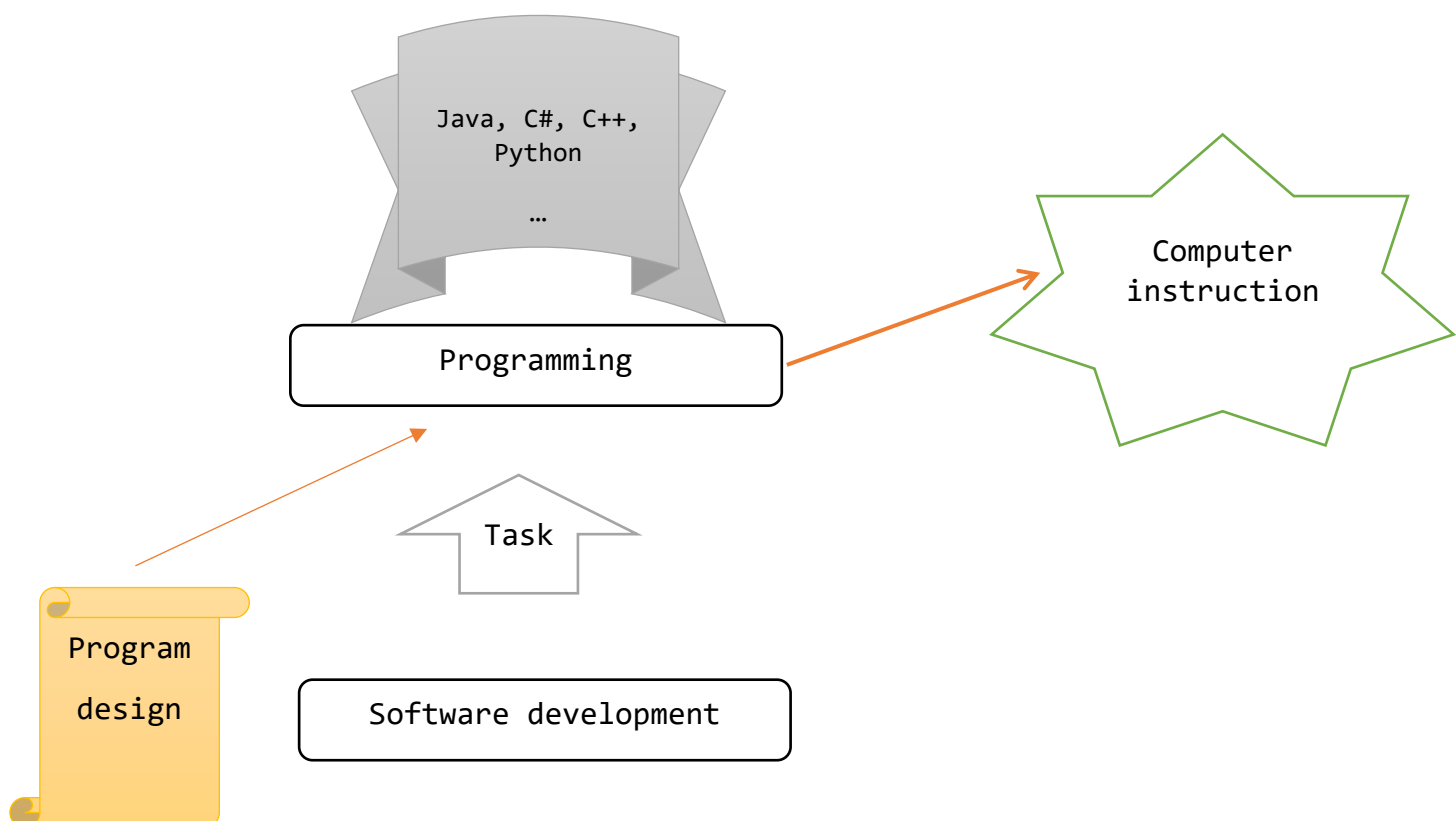 Java, C#, C++,
Python
…
Computer
instruction
Programming
Task
Program
design
Software development